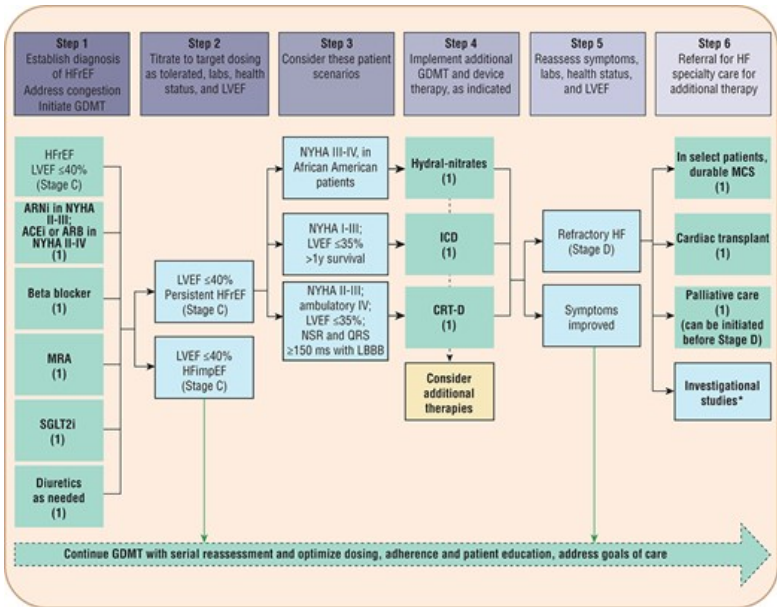 Step 1
Establish diagnosis
of HFrEF
Address congestion
Initiate GDMT
Step 2
Titrate to target dosing
as tolerated, labs, health
status, and LVEF
Step 3
Consider these patient
scenarios
Step 4
Implement additional
GDMT and device
therapy, as indicated
Step 5
Reassess symptoms,
labs, health status,
and LVEF
Step 6
Referral for HF
specialty care for
additional therapy
HFrEF
LVEF ≤40%
(Stage C)
ARNi in NYHA
II-III;
ACEi or ARB in
NYHA II-IV
(1)
Beta blocker
(1)
MRA
(1)
SGLT2i
(1)
Diuretics
as needed
(1)
LVEF ≤40%
Persistent HFrEF
(Stage C)
LVEF ≤40%
HFimpEF
(Stage C)
NYHA III-IV, in
African American
patients
NYHA I-III;
LVEF ≤35%
>1y survival
NYHA II-III;
ambulatory IV;
LVEF ≤35%;
NSR and QRS
≥150 ms with LBBB
Hydral-nitrates
(1)
ICD
(1)
CRT-D
(1)
Consider
additional
therapies
Refractory HF
(Stage D)
Symptoms
improved
In select patients,
durable MCS
(1)
Cardiac transplant
(1)
Palliative care
(1)
(can be initiated
before Stage D)
Investigational
studies*
Continue GDMT with serial reassessment and optimize dosing, adherence and patient education, address goals of care